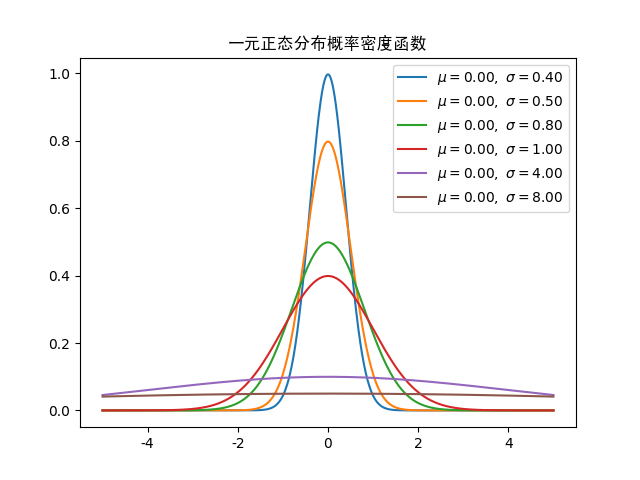 一元正态分布概率密度函数
μ = 0.00, σ = 0.40
μ = 0.00, σ = 0.50
μ = 0.00, σ = 0.80
μ = 0.00, σ = 1.00
μ = 0.00, σ = 4.00
μ = 0.00, σ = 8.00
1.0
0.8
0.6
0.4
0.2
0.0
-4 -2 0 2 4